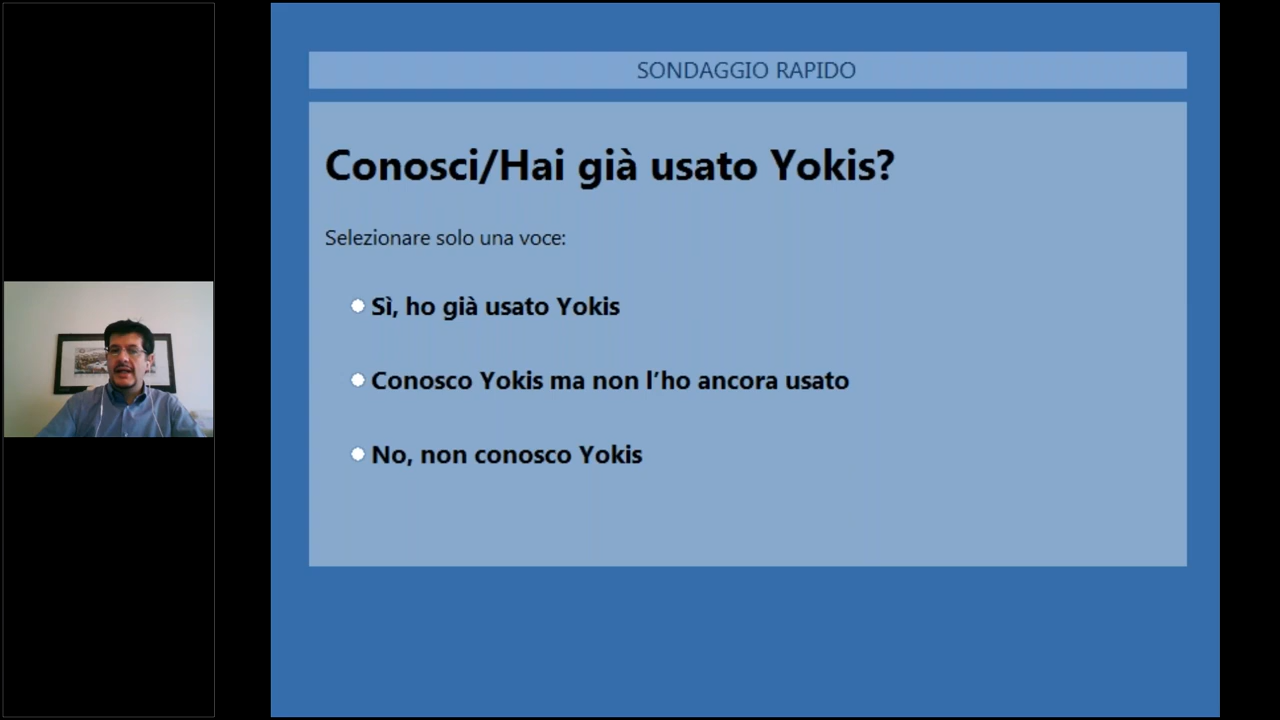 SONDAGGIO RAPIDO
Conosci/Hai già usato Yokis?
Selezionare solo una voce:
Sì, ho già usato Yokis
Conosco Yokis ma non l’ho ancora usato
No, non conosco Yokis